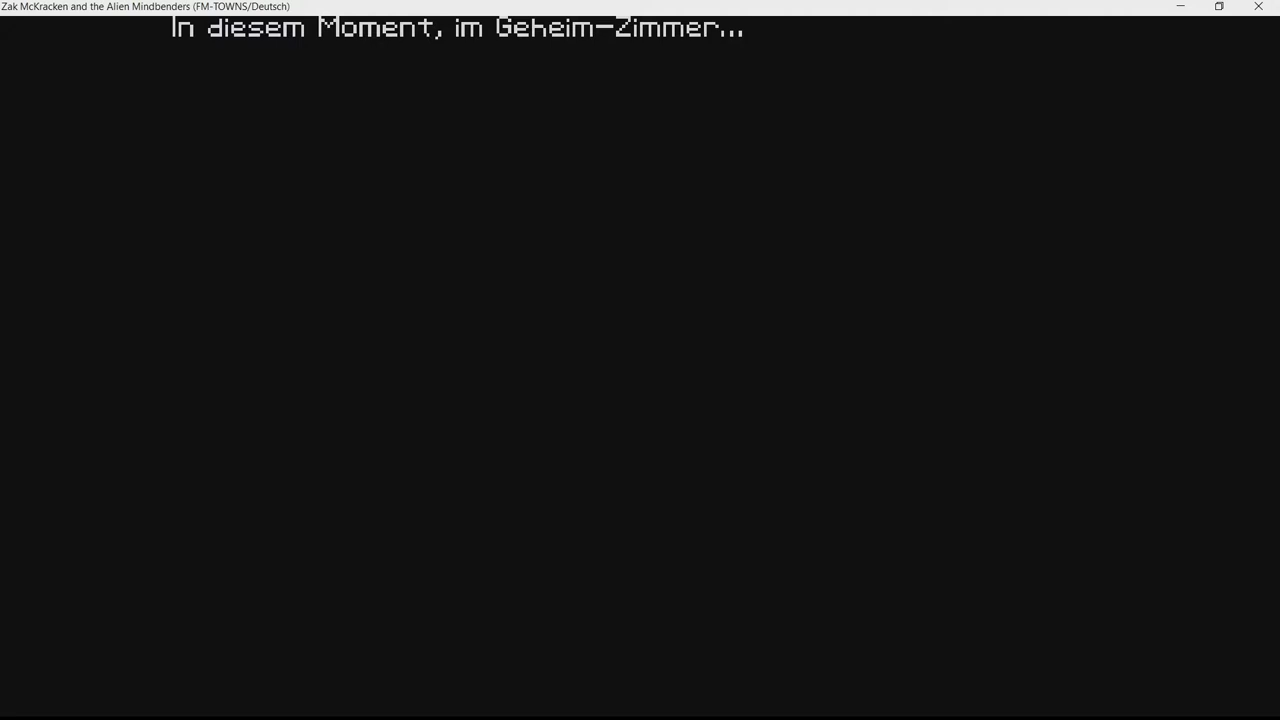 Zak McKracken and the Alien Mindbenders (FM-TOWNS/Deutsch)
In diesem Moment, im Geheim-Zimmer...